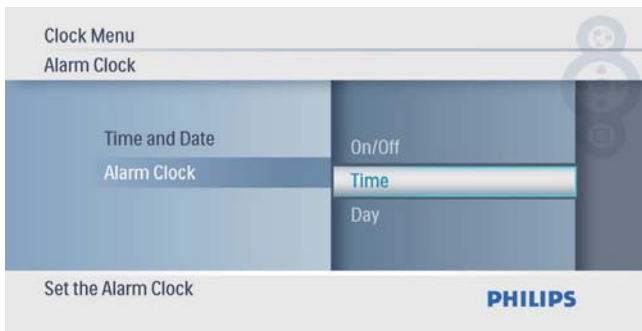 Clock Menu
Alarm Clock
Time and Date
Alarm Clock
On/Off
Time
Day
Set the Alarm Clock
PHILIPS